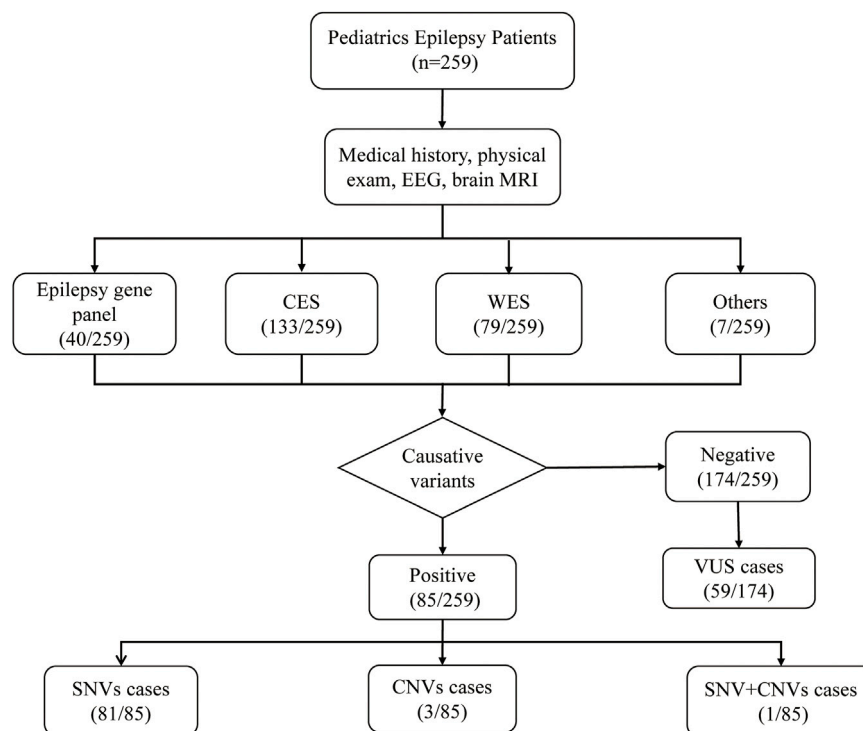 Pediatrics Epilepsy Patients
(n=259)
Medical history, physical
exam, EEG, brain MRI
Epilepsy gene
panel
(40/259)
CES
(133/259)
WES
(79/259)
Others
(7/259)
Causative
variants
Negative
(174/259)
VUS cases
(59/174)
Positive
(85/259)
SNVs cases
(81/85)
CNVs cases
(3/85)
SNV+CNVs cases
(1/85)